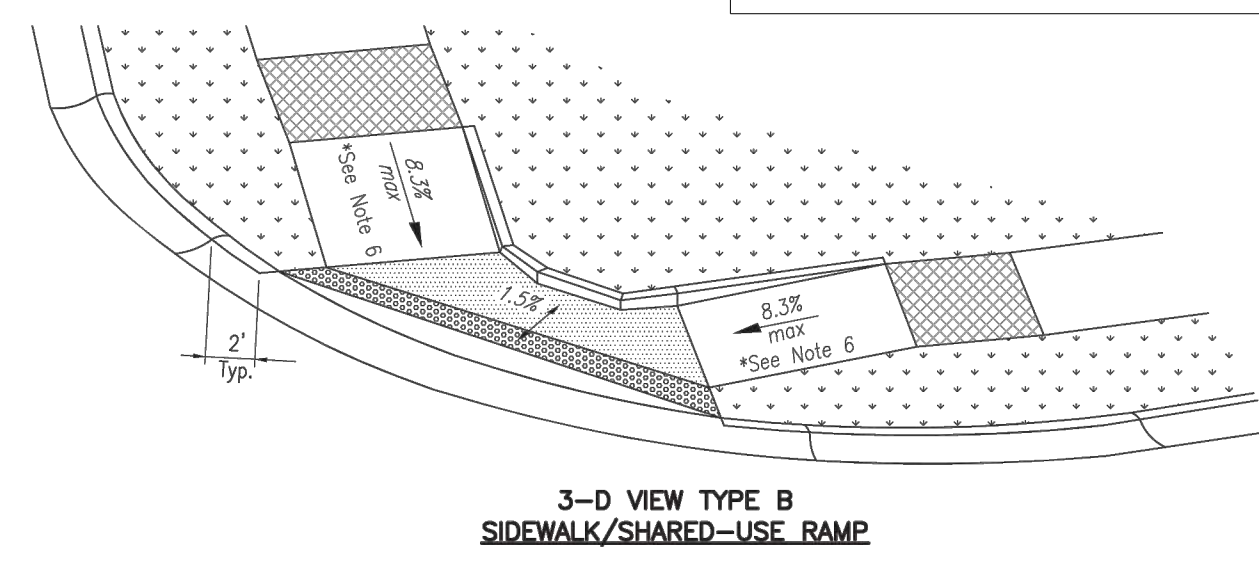 8.3%
max
*See Note 6
1.5%
8.3%
max
*See Note 6
2'
Typ.
3-D VIEW TYPE B
SIDEWALK/SHARED-USE RAMP